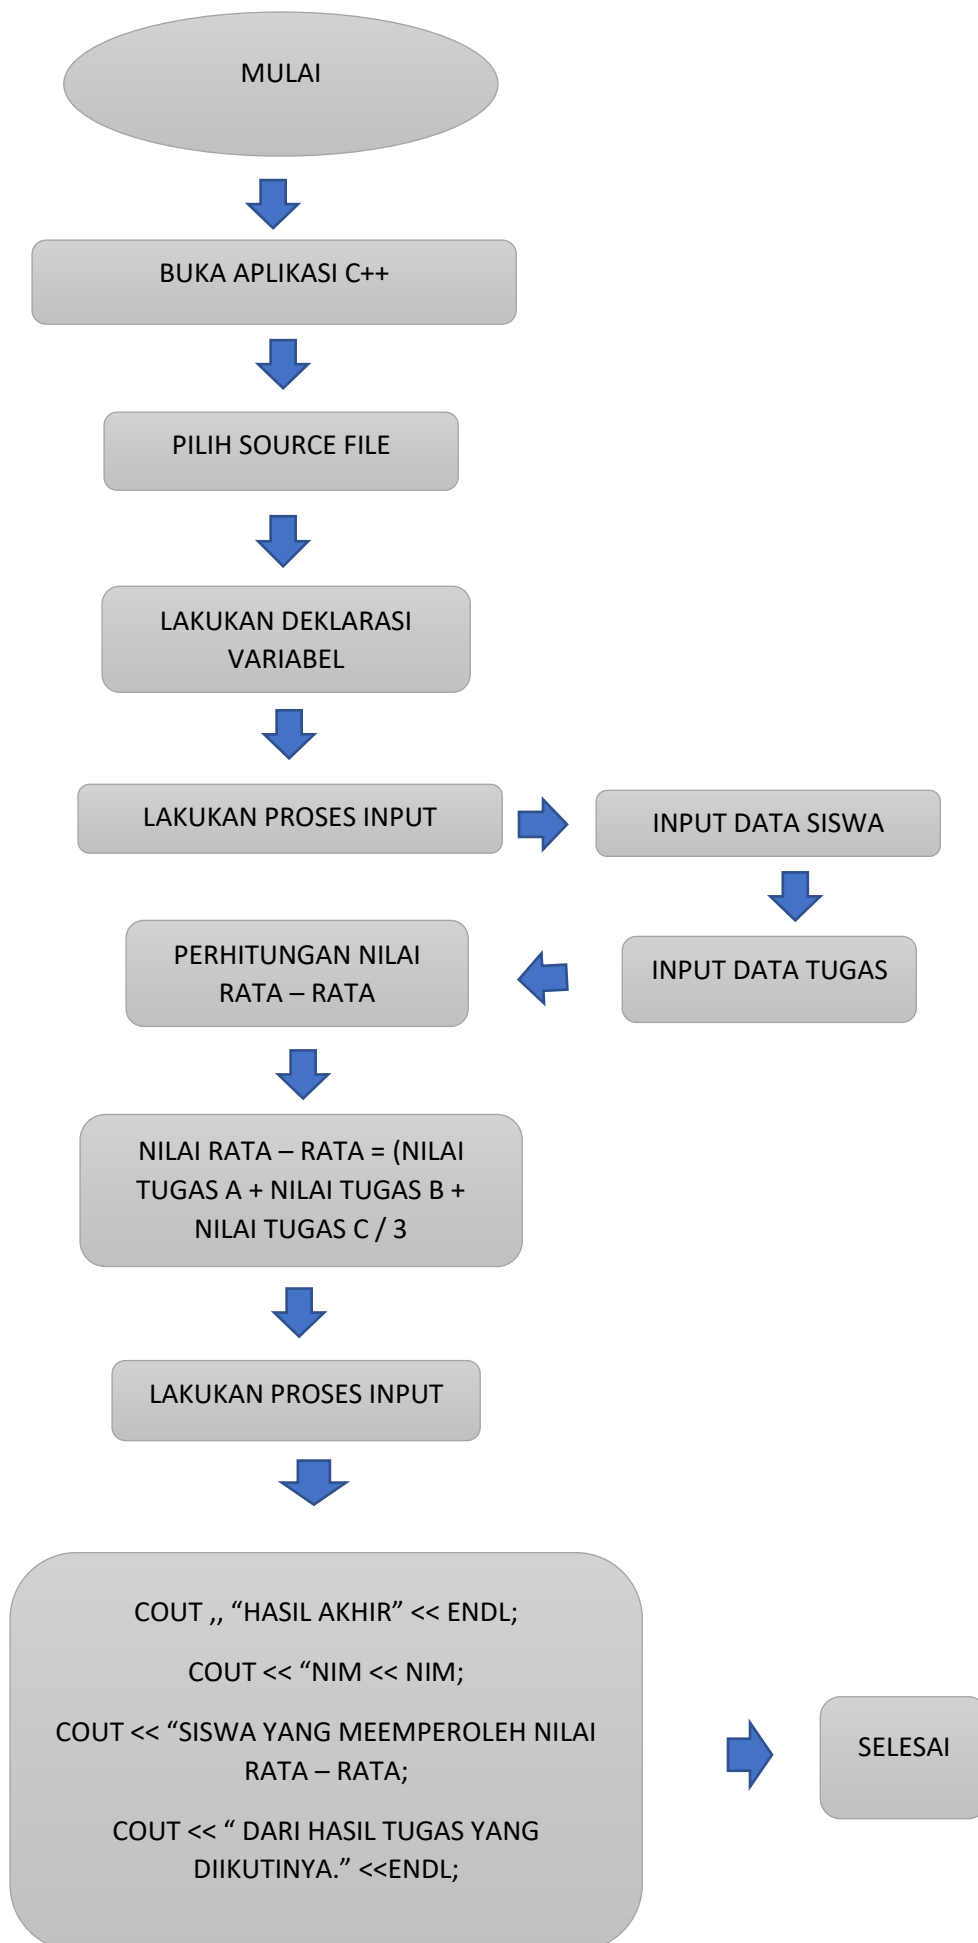 MULAI
BUKA APLIKASI C++
PILIH SOURCE FILE
LAKUKAN DEKLARASI
VARIABEL
LAKUKAN PROSES INPUT
INPUT DATA SISWA
INPUT DATA TUGAS
PERHITUNGAN NILAI
RATA – RATA
NILAI RATA – RATA = (NILAI
TUGAS A + NILAI TUGAS B +
NILAI TUGAS C / 3
LAKUKAN PROSES INPUT
COUT ,, “HASIL AKHIR” << ENDL;
COUT << “NIM << NIM;
COUT << “SISWA YANG MEEMPEROLEH NILAI
RATA – RATA;
COUT << “ DARI HASIL TUGAS YANG
DIIKUTINYA.” <<ENDL;
SELESAI